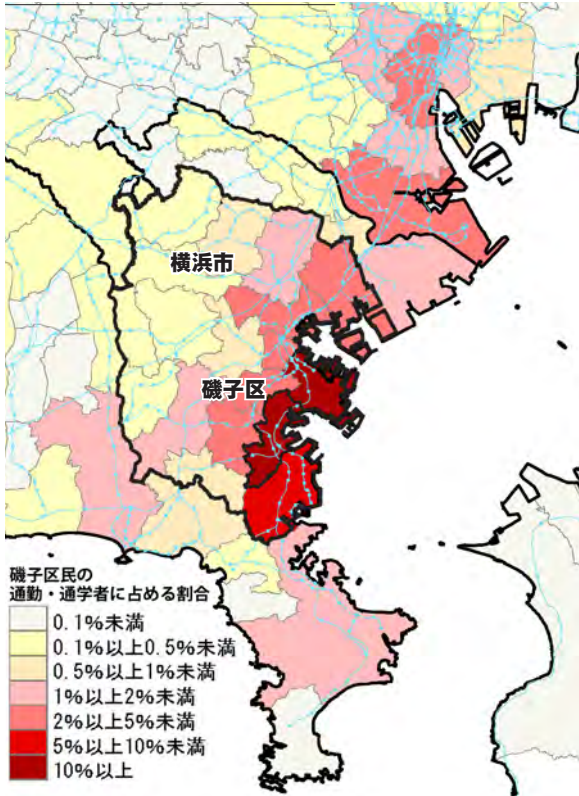 横浜市
磯子区
磯子区民の
通勤・通学者に占める割合
0.1%未満
0.1%以上0.5%未満
0.5%以上1%未満
1%以上2%未満
2%以上5%未満
5%以上10%未満
10%以上